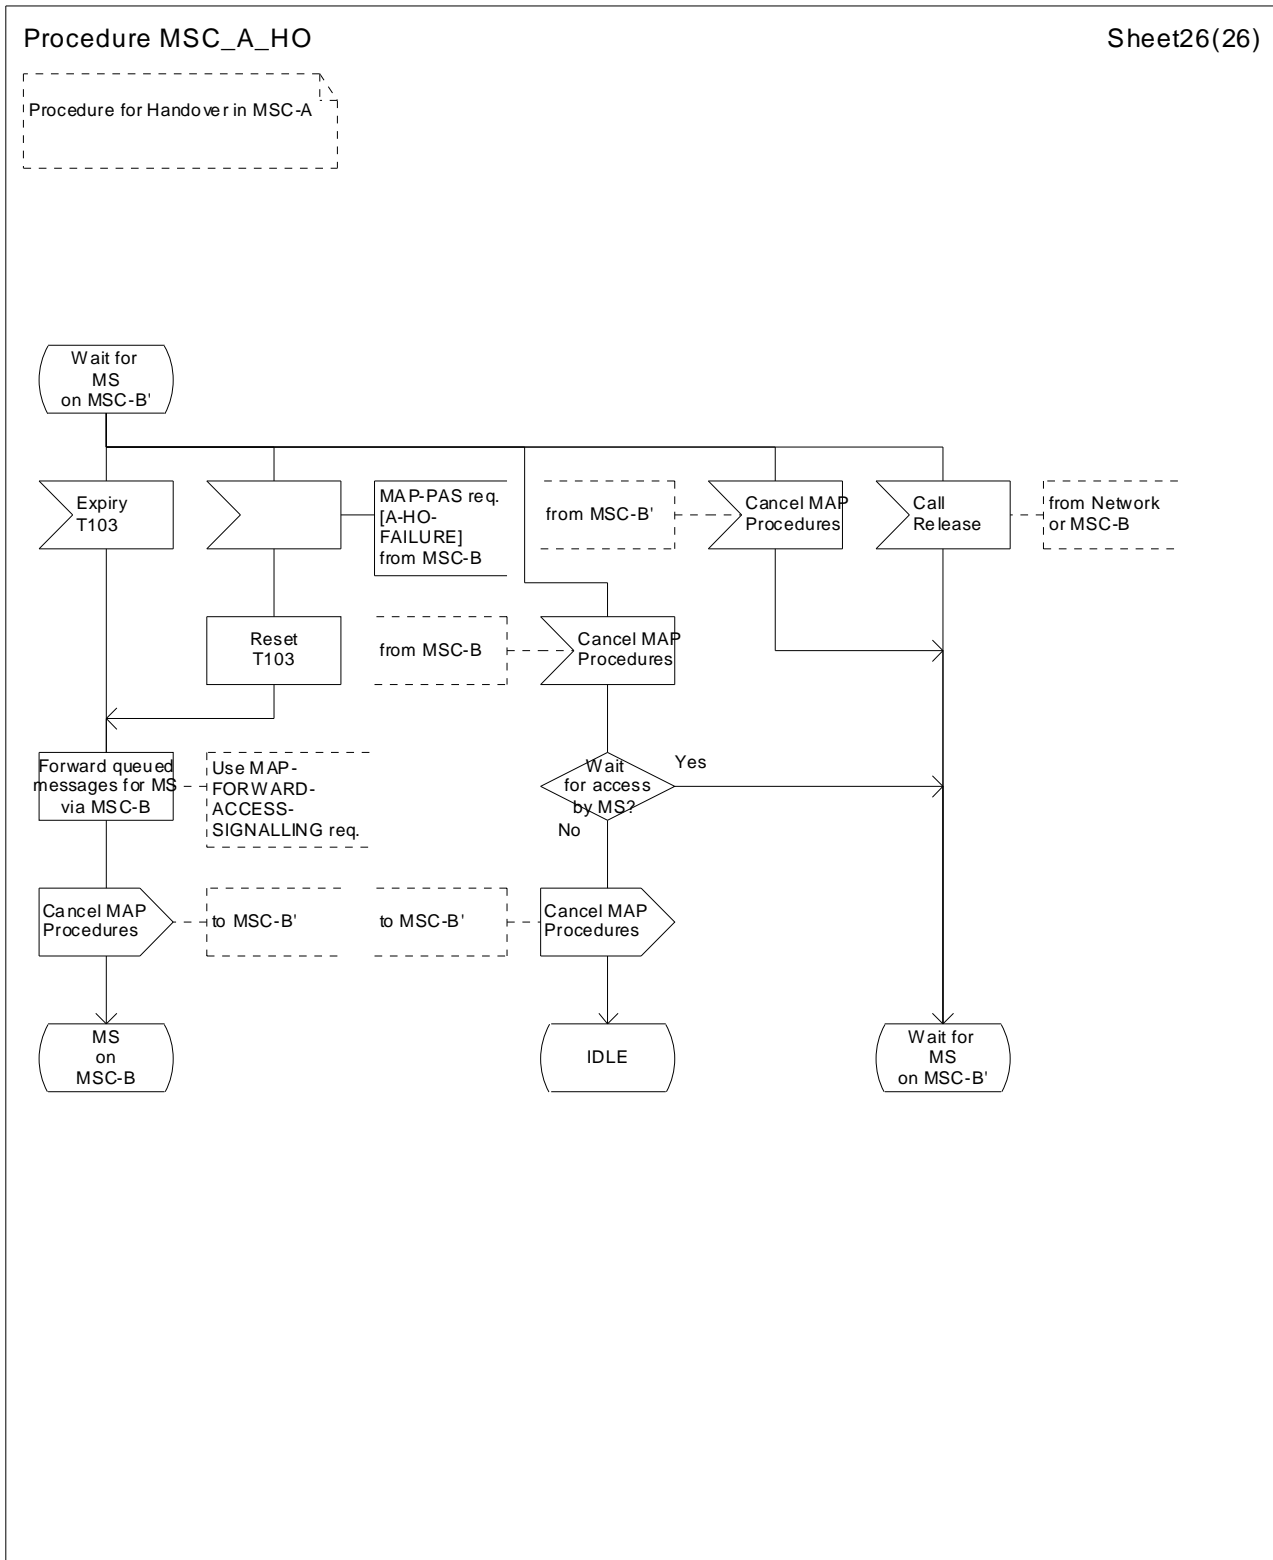 Procedure MSC_A_HO
Sheet26(26)
Procedure for Handover in MSC-A
Wait for
MS
on MSC-B'
Expiry
T103
MAP-PAS req.
[A-HO-
FAILURE]
from MSC-B
from MSC-B'
Cancel MAP
Procedures
Call
Release
from Network
or MSC-B
Reset
T103
from MSC-B
Cancel MAP
Procedures
Forward queued
messages for MS
via MSC-B
Use MAP-
FORWARD-
ACCESS-
SIGNALLING req.
Wait
for access
by MS?
Yes
No
Cancel MAP
Procedures
to MSC-B'
to MSC-B'
Cancel MAP
Procedures
MS
on
MSC-B
IDLE
Wait for
MS
on MSC-B'